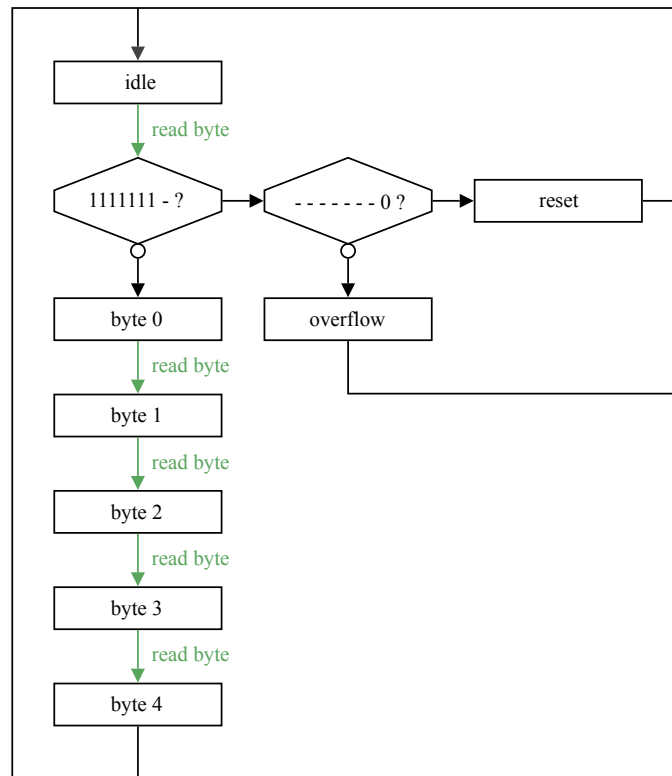 idle
read byte
1111111 - ?
- - - - - - - 0 ?
reset
byte 0
overflow
read byte
byte 1
read byte
byte 2
read byte
byte 3
read byte
byte 4